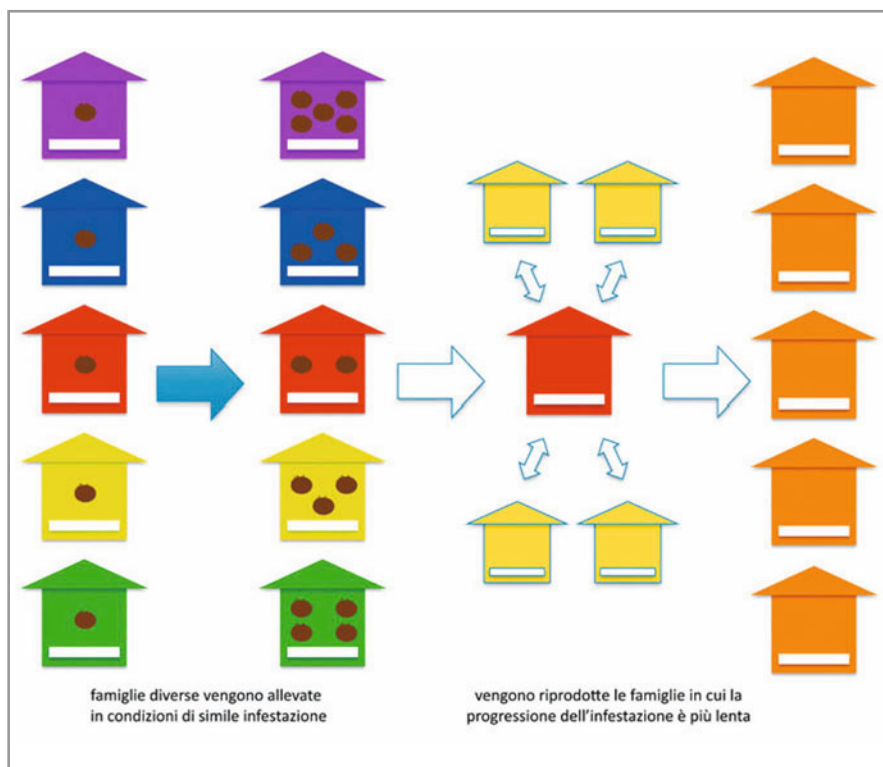 famiglie diverse vengono allevate
in condizioni di simile infestazione
vengono riprodotte le famiglie in cui la
progressione dell'infestazione è più lenta